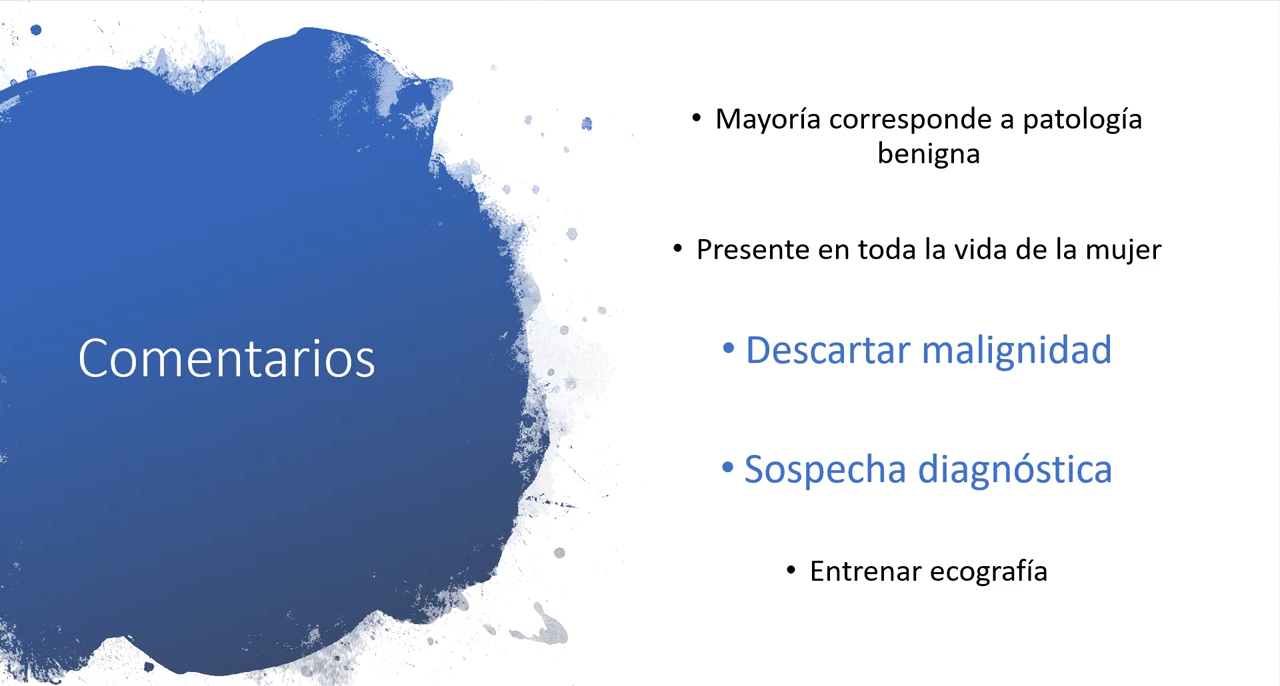 Comentarios
• Mayoría corresponde a patología
benigna
• Presente en toda la vida de la mujer
• Descartar malignidad
• Sospecha diagnóstica
• Entrenar ecografía